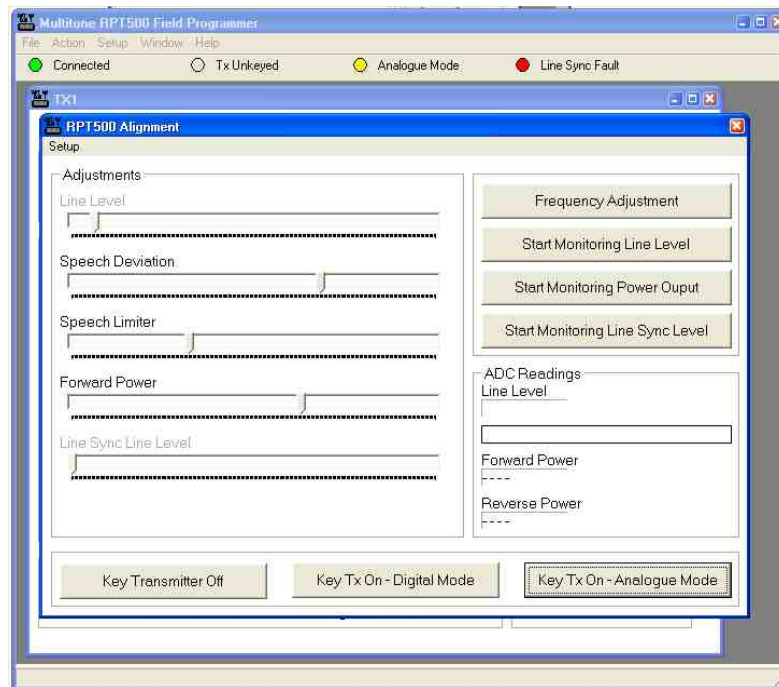 Multitone RPT500 Field Programmer
File Action Setup Window Help
Connected Tx Unkeyed Analogue Mode Line Sync Fault
TX1
RPT500 Alignment
Setup
Adjustments
Line Level
Speech Deviation
Speech Limiter
Forward Power
Line Sync Line Level
Frequency Adjustment
Start Monitoring Line Level
Start Monitoring Power Ouput
Start Monitoring Line Sync Level
ADC Readings
Line Level
Forward Power
----
Reverse Power
----
Key Transmitter Off
Key Tx On - Digital Mode
Key Tx On - Analogue Mode